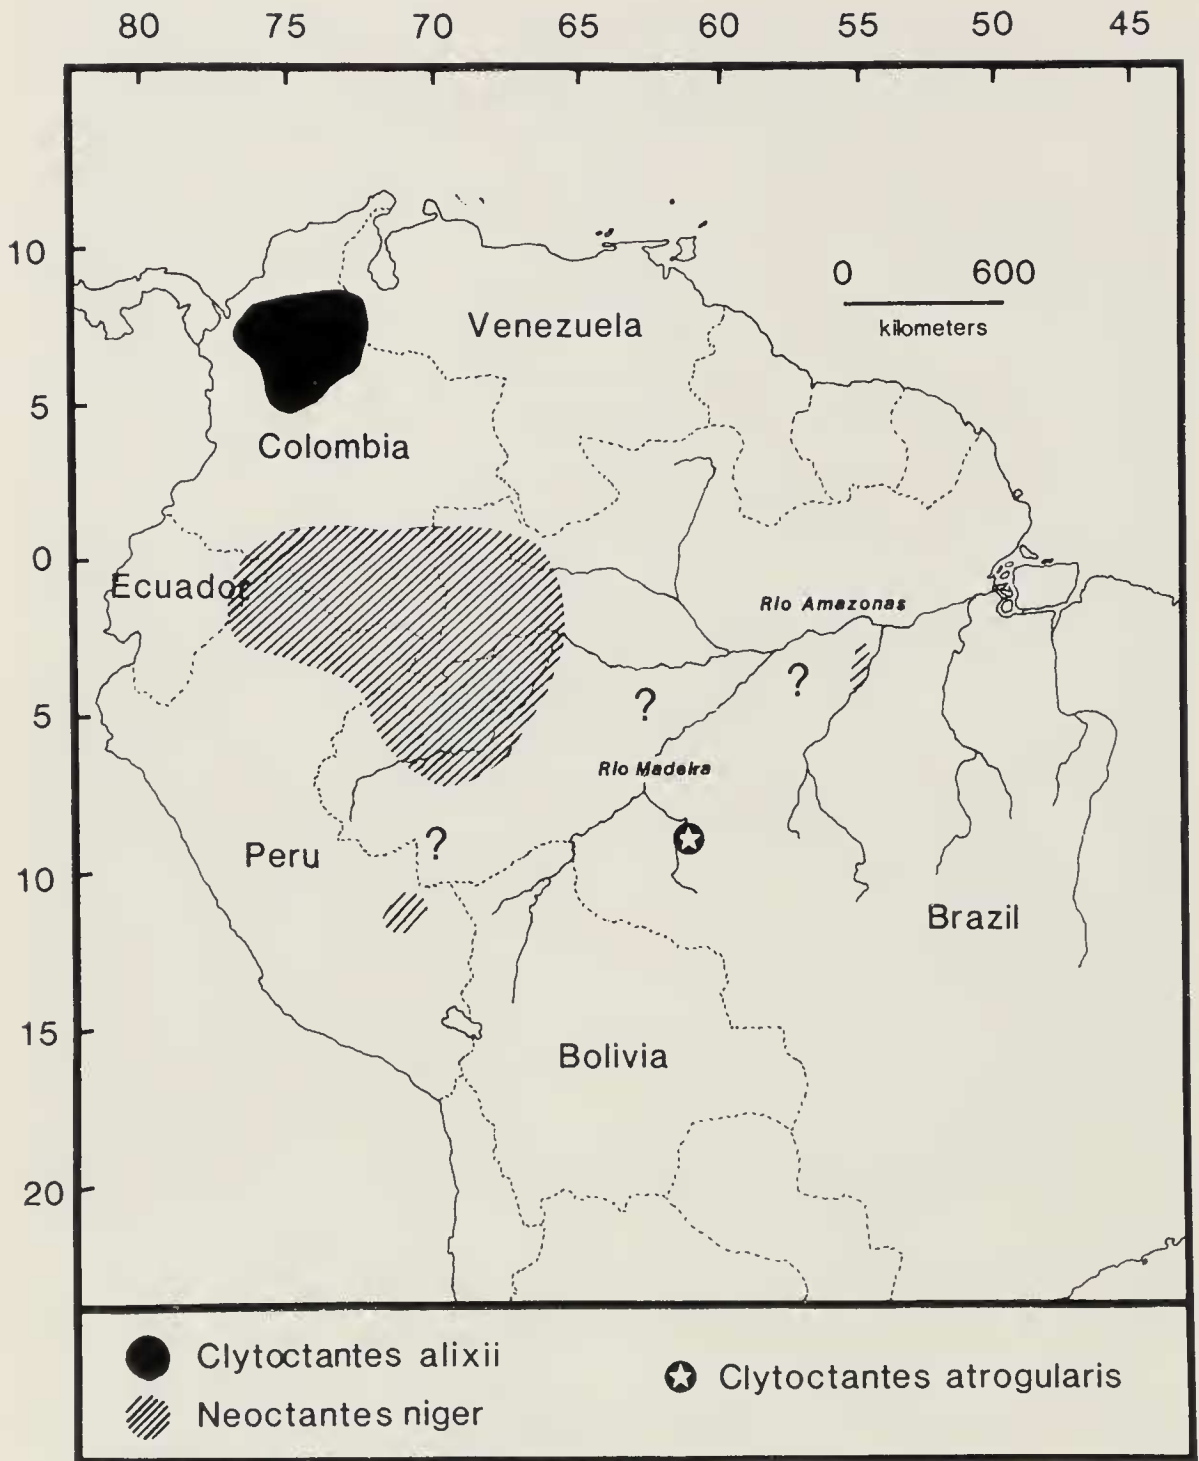 80 75 70 65 60 55 50 45
10
0 600
kilometers
Venezuela
5
Colombia
0
Ecuador
Rio Amazonas
?
?
5
Rio Madeira
?
Peru
10
Brazil
15
Bolivia
20
Clytoctantes alixii
Clytoctantes atrogularis
Neoctantes niger